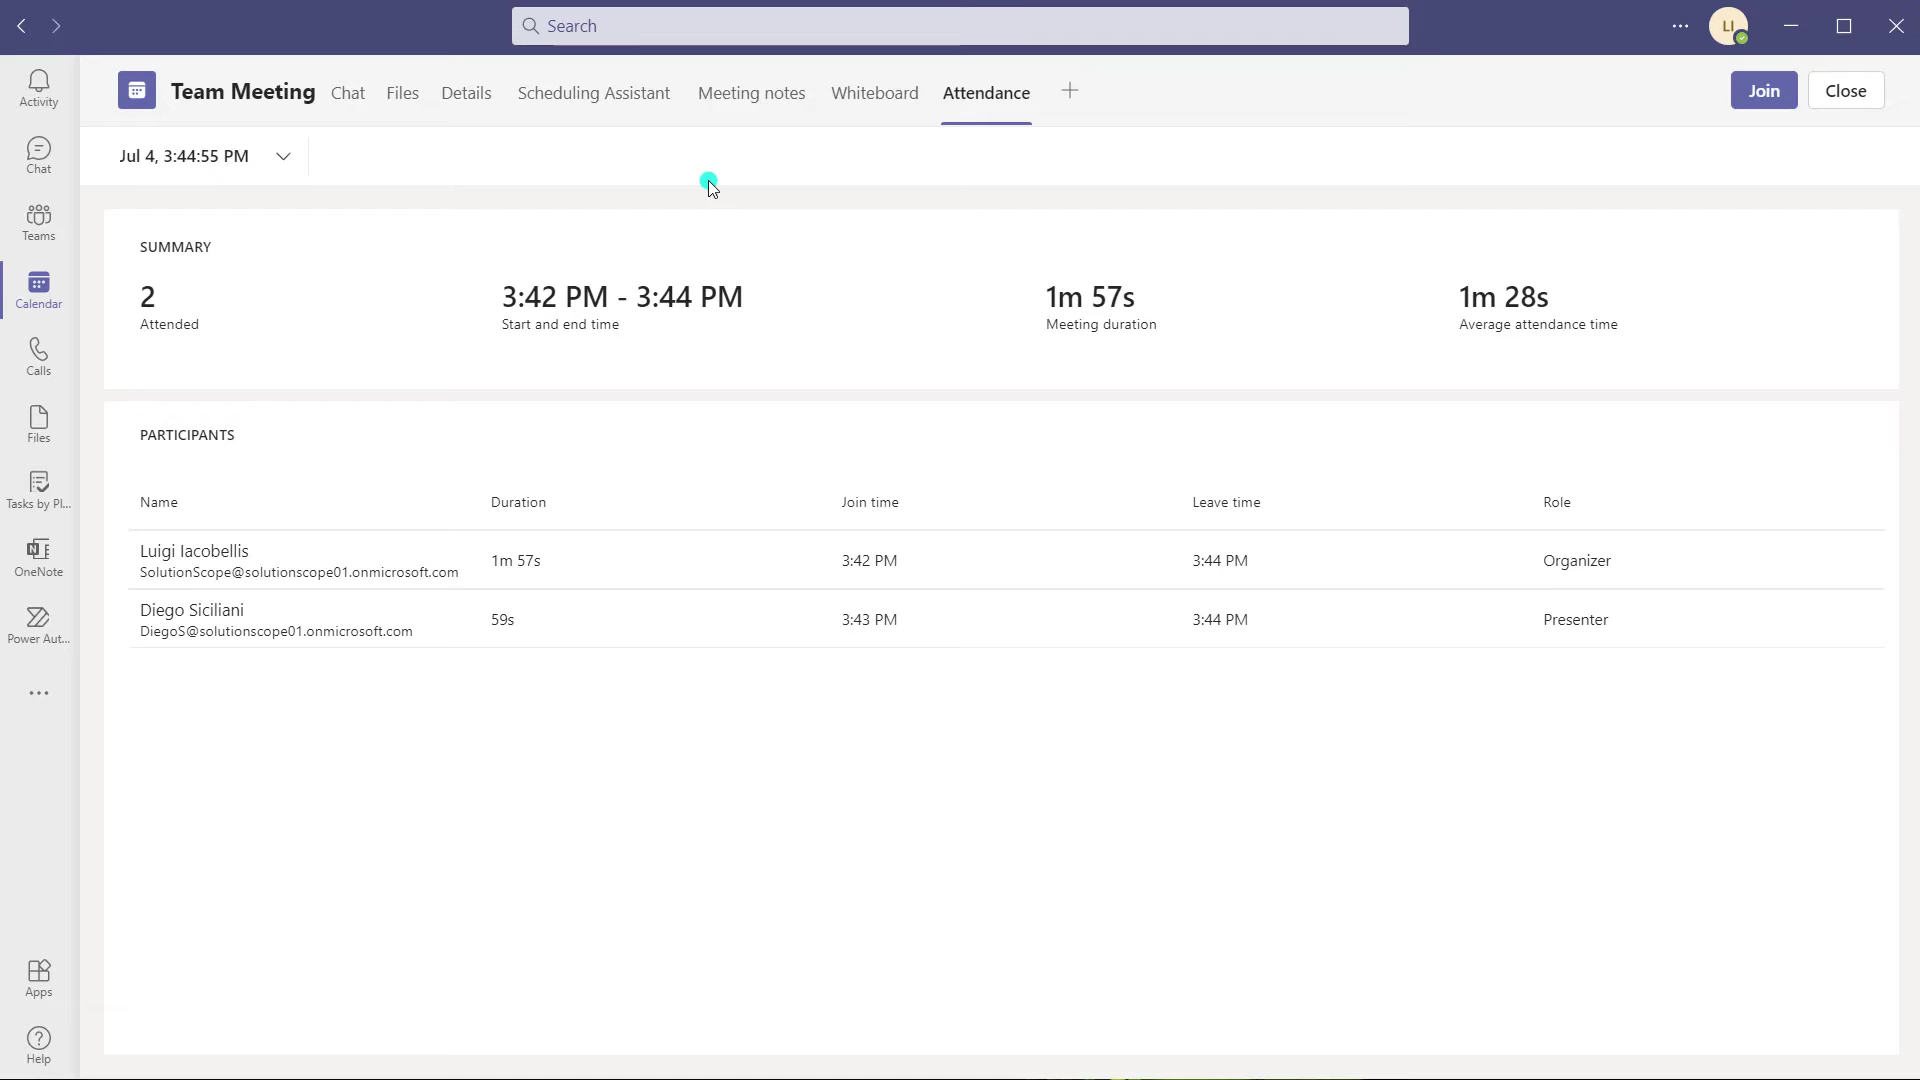 Search
LI
Activity
Chat
Teams
Calendar
Calls
Files
Tasks by Pl...
OneNote
Power Aut...
Apps
Help
Team Meeting Chat Files Details Scheduling Assistant Meeting notes Whiteboard Attendance
Join Close
Jul 4, 3:44:55 PM
SUMMARY
2 3:42 PM - 3:44 PM 1m 57s 1m 28s
Attended Start and end time Meeting duration Average attendance time
PARTICIPANTS
Name Duration Join time Leave time Role
Luigi Iacobellis
SolutionScope@solutionscope01.onmicrosoft.com
1m 57s 3:42 PM 3:44 PM Organizer
Diego Siciliani
DiegoS@solutionscope01.onmicrosoft.com
59s 3:43 PM 3:44 PM Presenter